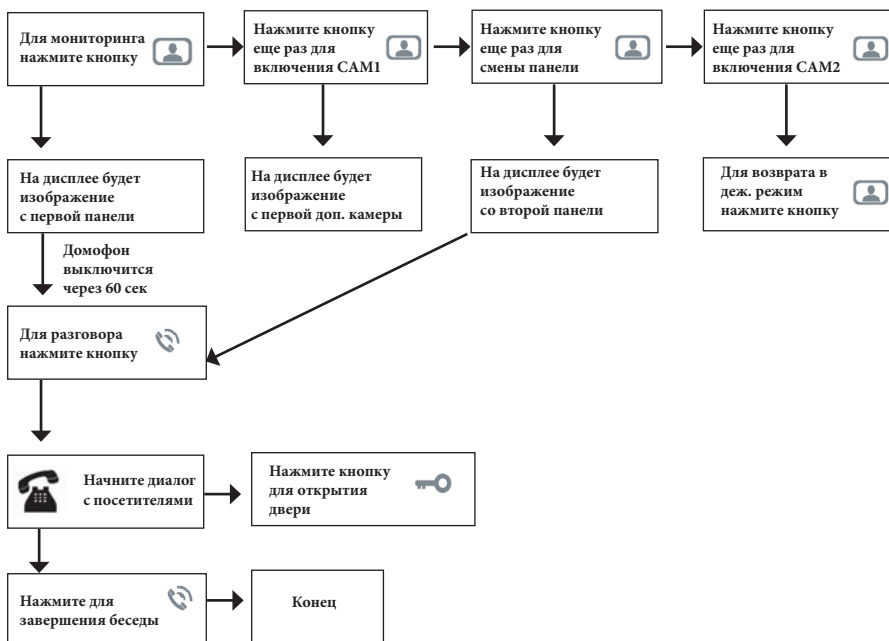 Для мониторинга
нажмите кнопку
Нажмите кнопку
еще раз для
включения CAM1
Нажмите кнопку
еще раз для
смены панели
Нажмите кнопку
еще раз для
включения CAM2
На дисплее будет
изображение
с первой панели
На дисплее будет
изображение
с первой доп. камеры
На дисплее будет
изображение
со второй панели
Для возврата в
деж. режим
нажмите кнопку
Домофон
выключится
через 60 сек
Для разговора
нажмите кнопку
Начните диалог
с посетителями
Нажмите кнопку
для открытия
двери
Нажмите для
завершения беседы
Конец